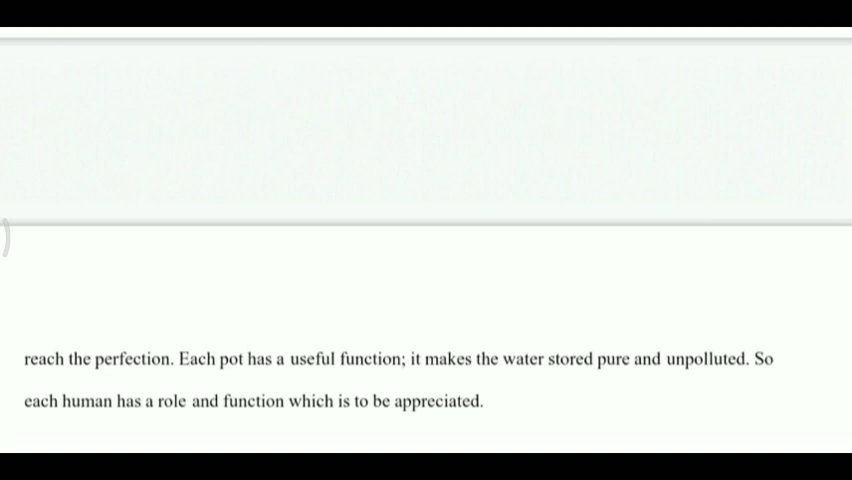 reach the perfection. Each pot has a useful function; it makes the water stored pure and unpolluted. So
each human has a role and function which is to be appreciated.